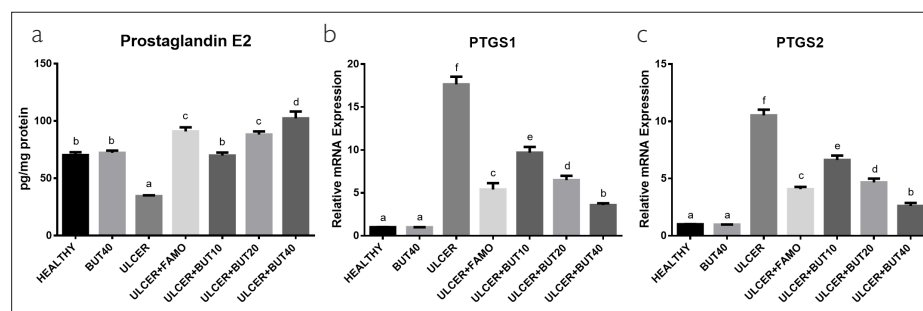 a
Prostaglandin E2
pg/mg protein
150
100
50
0
b
b
a
c
b
c
d
HEALTHY
BUT40
ULCER
ULCER+FAMO
ULCER+BUT10
ULCER+BUT20
ULCER+BUT40
b
PTGS1
Relative mRNA Expression
20
15
10
5
0
a
a
f
c
e
d
b
HEALTHY
BUT40
ULCER
ULCER+FAMO
ULCER+BUT10
ULCER+BUT20
ULCER+BUT40
c
PTGS2
Relative mRNA Expression
15
10
5
0
a
a
f
c
e
d
b
HEALTHY
BUT40
ULCER
ULCER+FAMO
ULCER+BUT10
ULCER+BUT20
ULCER+BUT40